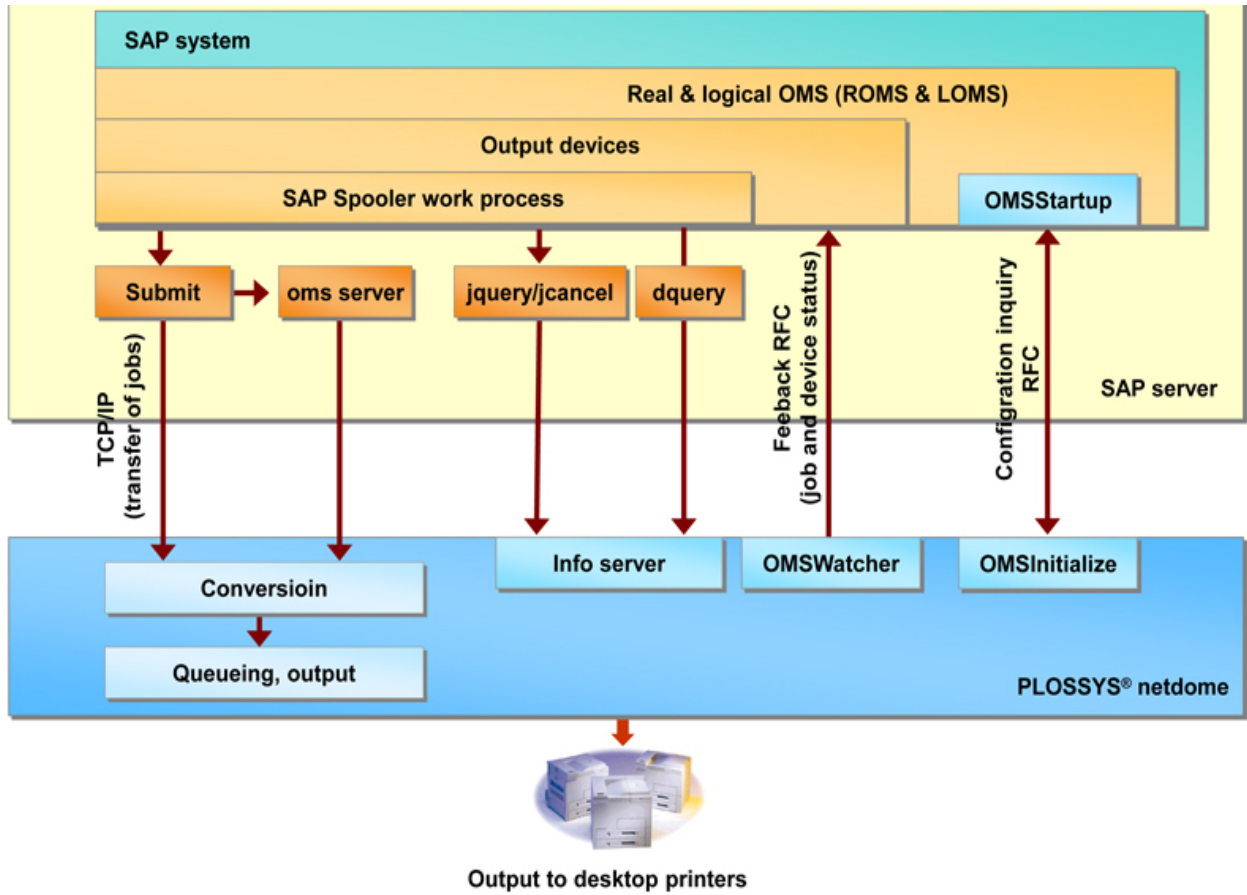 SAP system
Real & logical OMS (ROMS & LOMS)
Output devices
SAP Spooler work process
OMSStartup
Submit
oms server
jquery/jcancel
dquery
TCP/IP
(transfer of jobs)
Feeback RFC
(job and device status)
Configration inquiry
RFC
SAP server
Info server
OMSWatcher
OMSInitialize
Conversioin
Queueing, output
PLOSSYS® netdome
Output to desktop printers